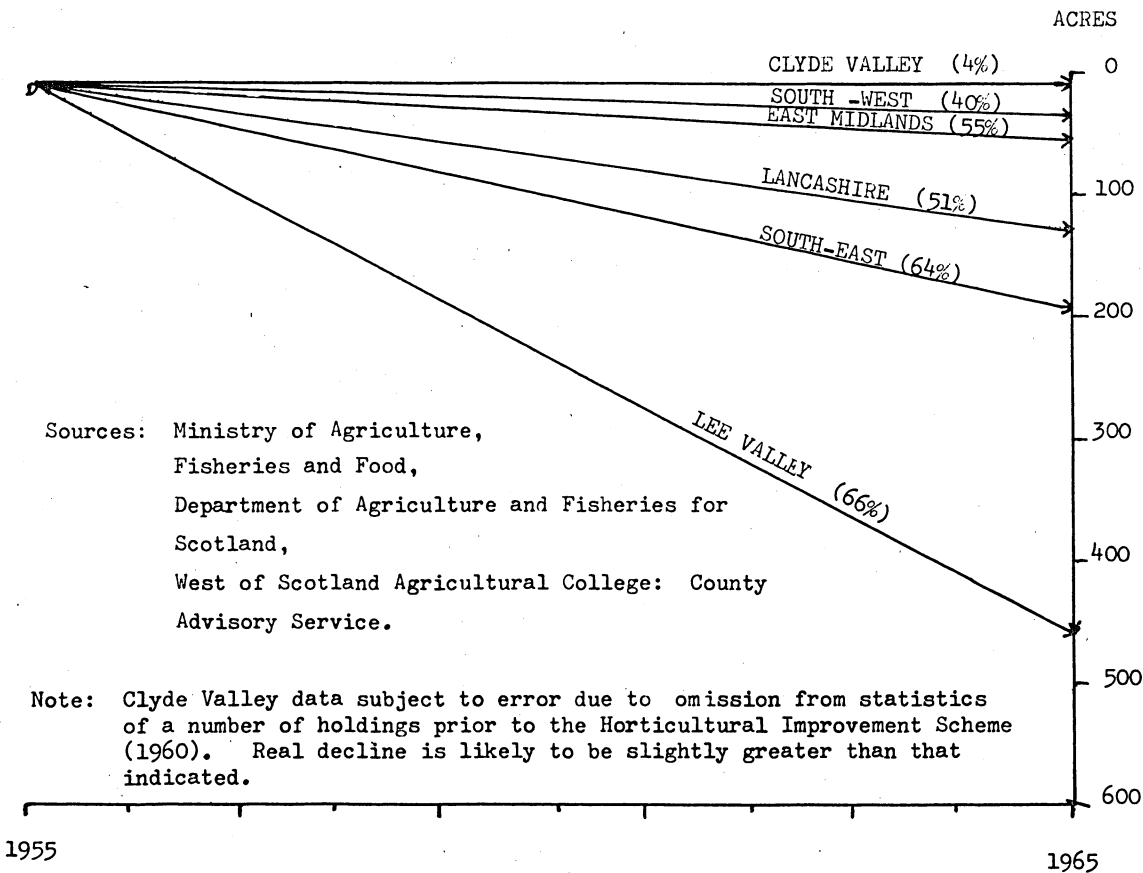 ACRES
CLYDE VALLEY (4%)
0
SOUTH -WEST (40%)
EAST MIDLANDS (55%)
LANCASHIRE (51%)
100
SOUTH-EAST (64%)
200
LEE VALLEY (66%)
300
400
500
600
Sources: Ministry of Agriculture,
Fisheries and Food,
Department of Agriculture and Fisheries for
Scotland,
West of Scotland Agricultural College: County
Advisory Service.
Note: Clyde Valley data subject to error due to omission from statistics
of a number of holdings prior to the Horticultural Improvement Scheme
(1960). Real decline is likely to be slightly greater than that
indicated.
1955
1965